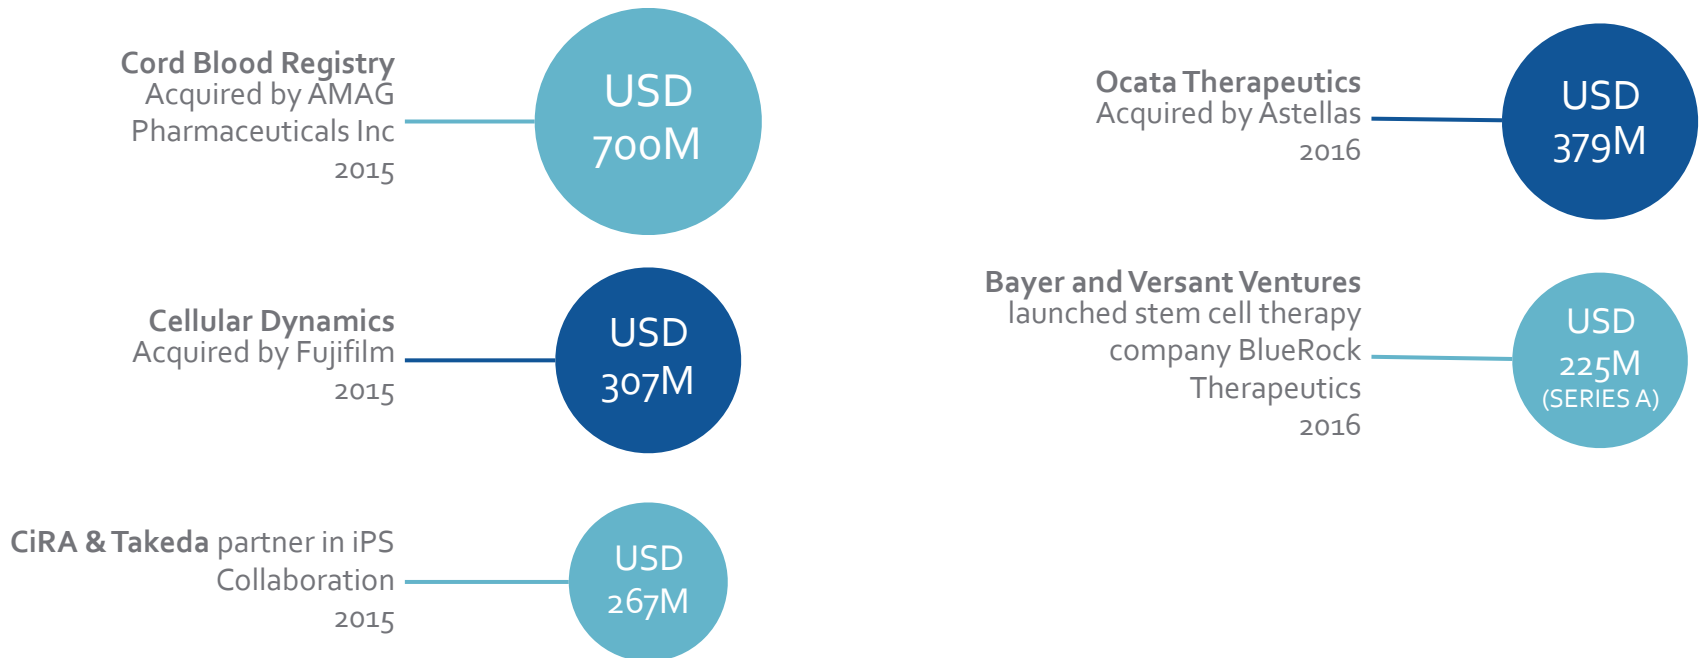 Cord Blood Registry
Acquired by AMAG
Pharmaceuticals Inc
2015
USD
700M
Cellular Dynamics
Acquired by Fujifilm
2015
USD
307M
CiRA & Takeda partner in iPS
Collaboration
2015
USD
267M
Ocata Therapeutics
Acquired by Astellas
2016
USD
379M
Bayer and Versant Ventures
launched stem cell therapy
company BlueRock
Therapeutics
2016
USD
225M
(SERIES A)